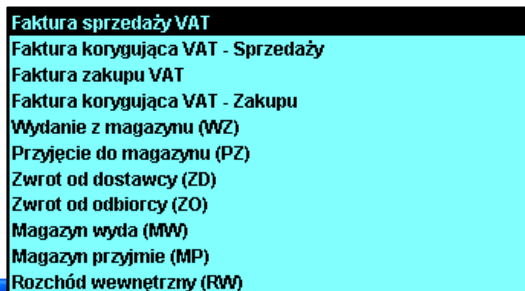 Faktura sprzedaży VAT
Faktura korygująca VAT - Sprzedaży
Faktura zakupu VAT
Faktura korygująca VAT - Zakupu
Wydanie z magazynu (WZ)
Przyjęcie do magazynu (PZ)
Zwrot od dostawcy (ZD)
Zwrot od odbiorcy (ZO)
Magazyn wyda (MW)
Magazyn przyjmie (MP)
Rozchód wewnętrzny (RW)